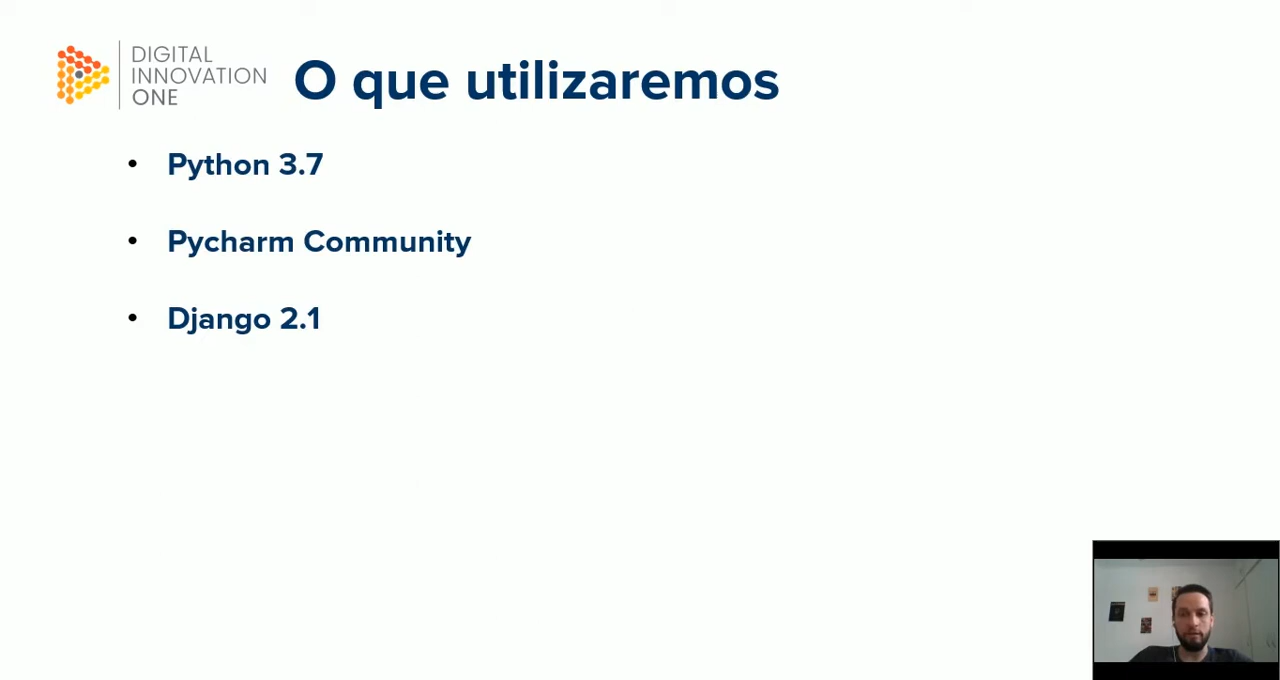 DIGITAL
INNOVATION
ONE
O que utilizaremos
• Python 3.7
• Pycharm Community
• Django 2.1